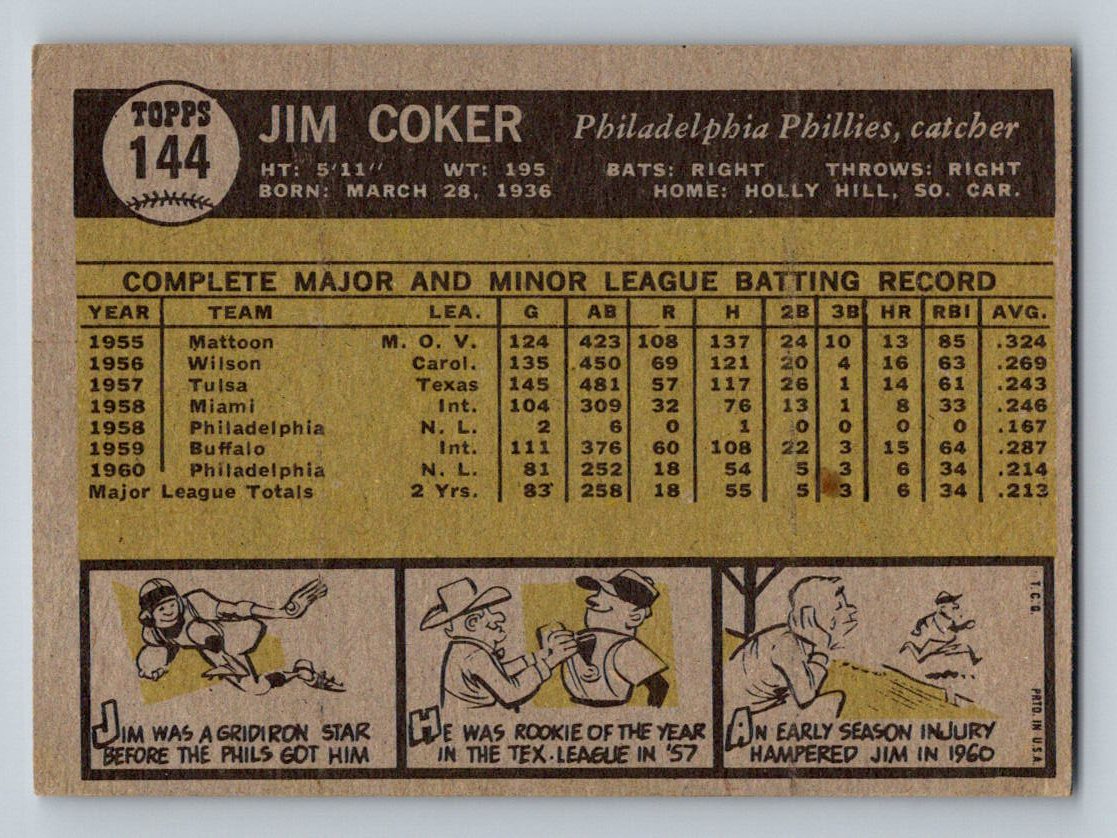 TOPPS
144
JIM COKER Philadelphia Phillies, catcher
HT: 5'11" WT: 195 BATS: RIGHT THROWS: RIGHT
BORN: MARCH 28, 1936 HOME: HOLLY HILL, SO. CAR.
COMPLETE MAJOR AND MINOR LEAGUE BATTING RECORD
YEAR TEAM LEA. G AB R H 2B 3B HR RBI AVG.
1955 Mattoon M. O. V. 124 423 108 137 24 10 13 85 .324
1956 Wilson Carol. 135 450 69 121 20 4 16 63 .269
1957 Tulsa Texas 145 481 57 117 26 1 14 61 .243
1958 Miami Int. 104 309 32 76 13 1 8 33 .246
1958 Philadelphia N. L. 2 6 0 1 0 0 0 0 .167
1959 Buffalo Int. 111 376 60 108 22 3 15 64 .287
1960 Philadelphia N. L. 81 252 18 54 5 3 6 34 .214
Major League Totals 2 Yrs. 83 258 18 55 5 3 6 34 .213
JIM WAS A GRIDIRON STAR
BEFORE THE PHILS GOT HIM
HE WAS ROOKIE OF THE YEAR
IN THE TEX. LEAGUE IN '57
AN EARLY SEASON INJURY
HAMPERED JIM IN 1960
T.C.G.
PRTD IN U.S.A.